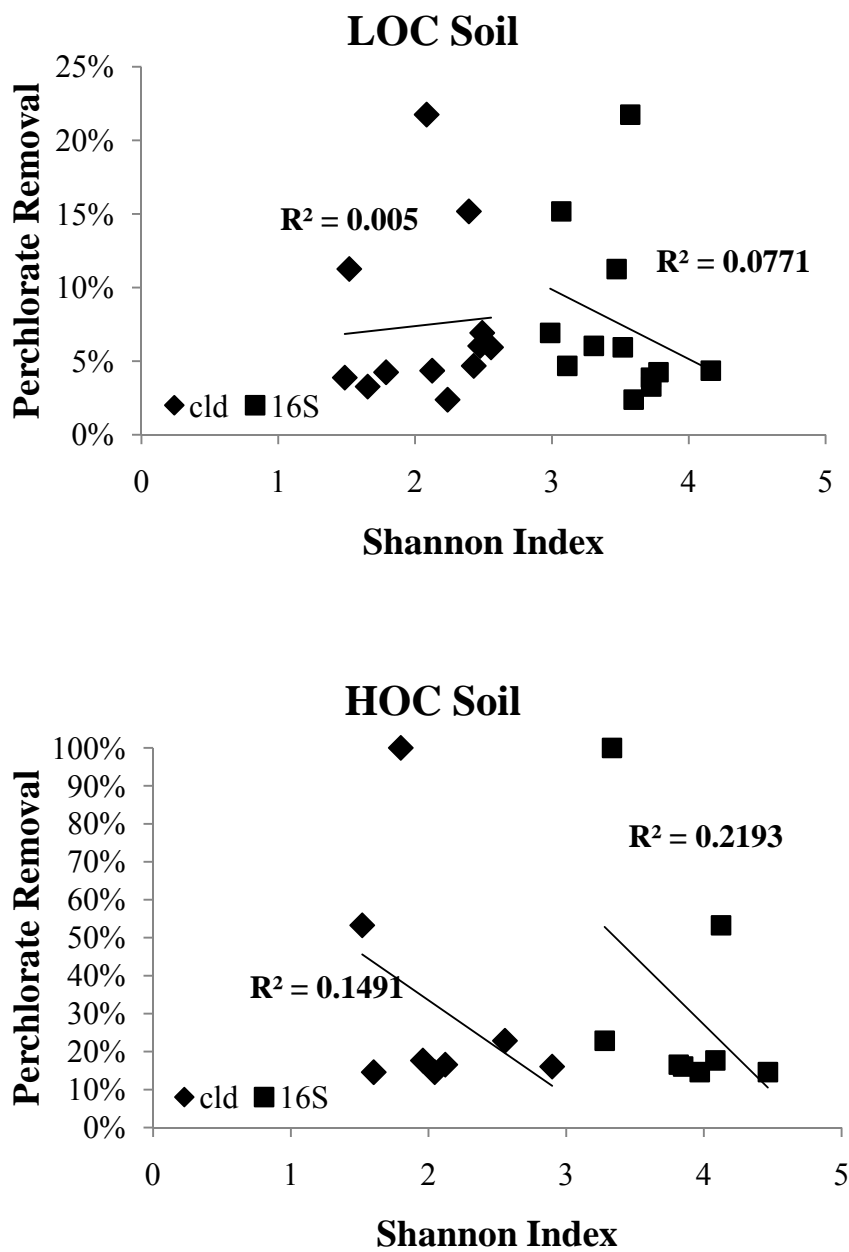 LOC Soil
25%
20%
15%
10%
5%
0%
Perchlorate Removal
R² = 0.005
R² = 0.0771
cld 16S
0 1 2 3 4 5
Shannon Index
HOC Soil
100%
90%
80%
70%
60%
50%
40%
30%
20%
10%
0%
Perchlorate Removal
R² = 0.2193
R² = 0.1491
cld 16S
0 1 2 3 4 5
Shannon Index